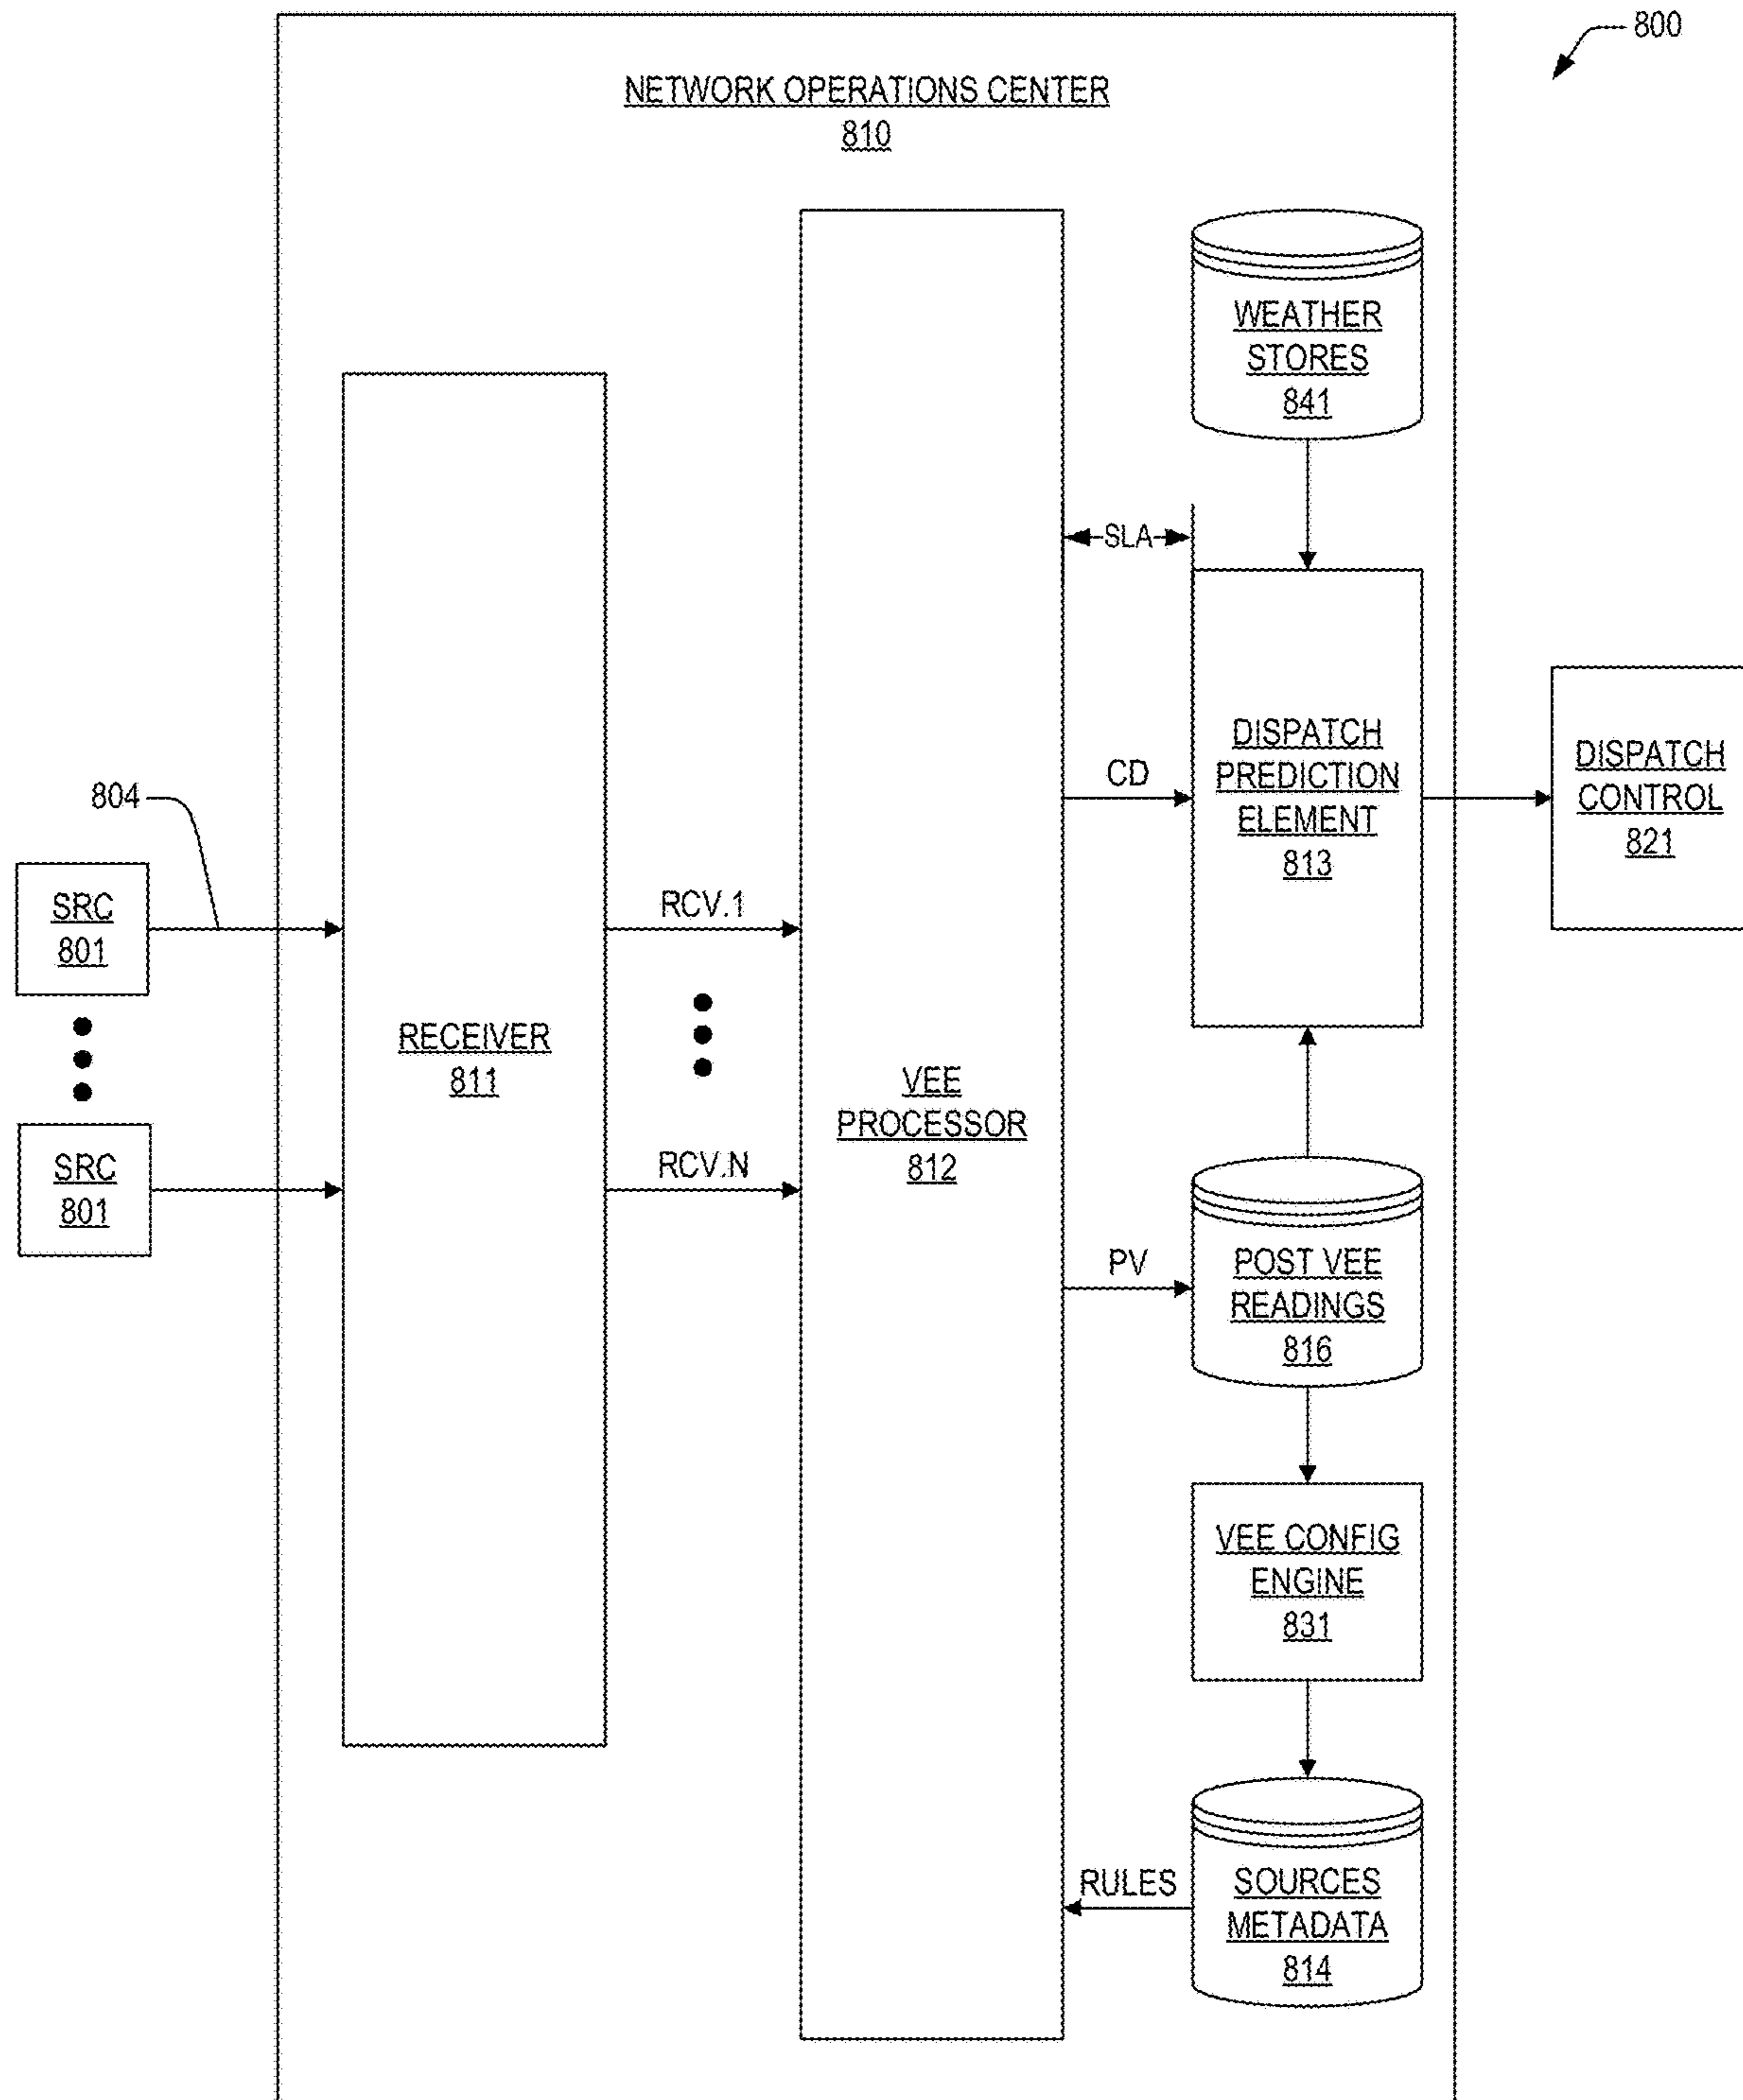 800
NETWORK OPERATIONS CENTER
810
WEATHER
STORES
841
SLA
DISPATCH
PREDICTION
ELEMENT
813
CD
DISPATCH
CONTROL
821
804
SRC
801
RCV.1
RECEIVER
811
VEE
PROCESSOR
812
SRC
801
RCV.N
PV
POST VEE
READINGS
816
VEE CONFIG
ENGINE
831
RULES
SOURCES
METADATA
814